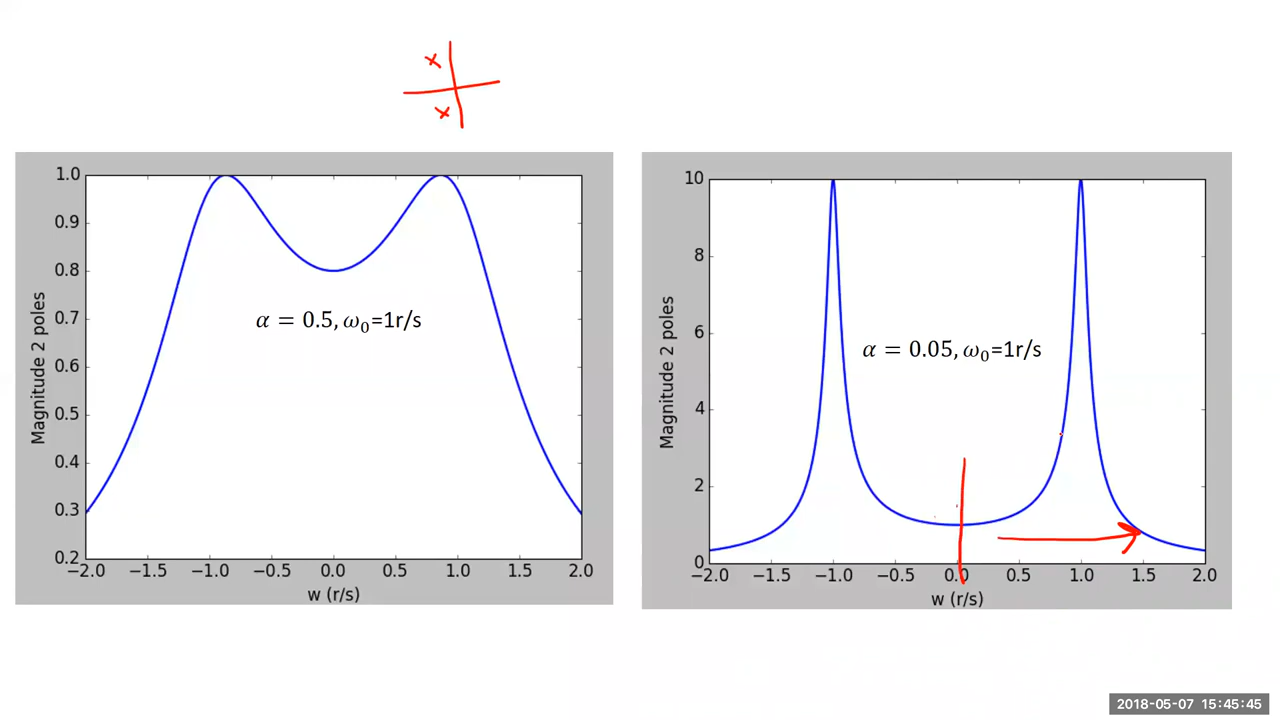 1.0
0.9
0.8
0.7
0.6
0.5
0.4
0.3
0.2
Magnitude 2 poles
α = 0.5, ω₀=1r/s
−2.0 −1.5 −1.0 −0.5 0.0 0.5 1.0 1.5 2.0
w (r/s)
10
8
6
4
2
0
Magnitude 2 poles
α = 0.05, ω₀=1r/s
−2.0 −1.5 −1.0 −0.5 0.0 0.5 1.0 1.5 2.0
w (r/s)
2018-05-07 15:45:45